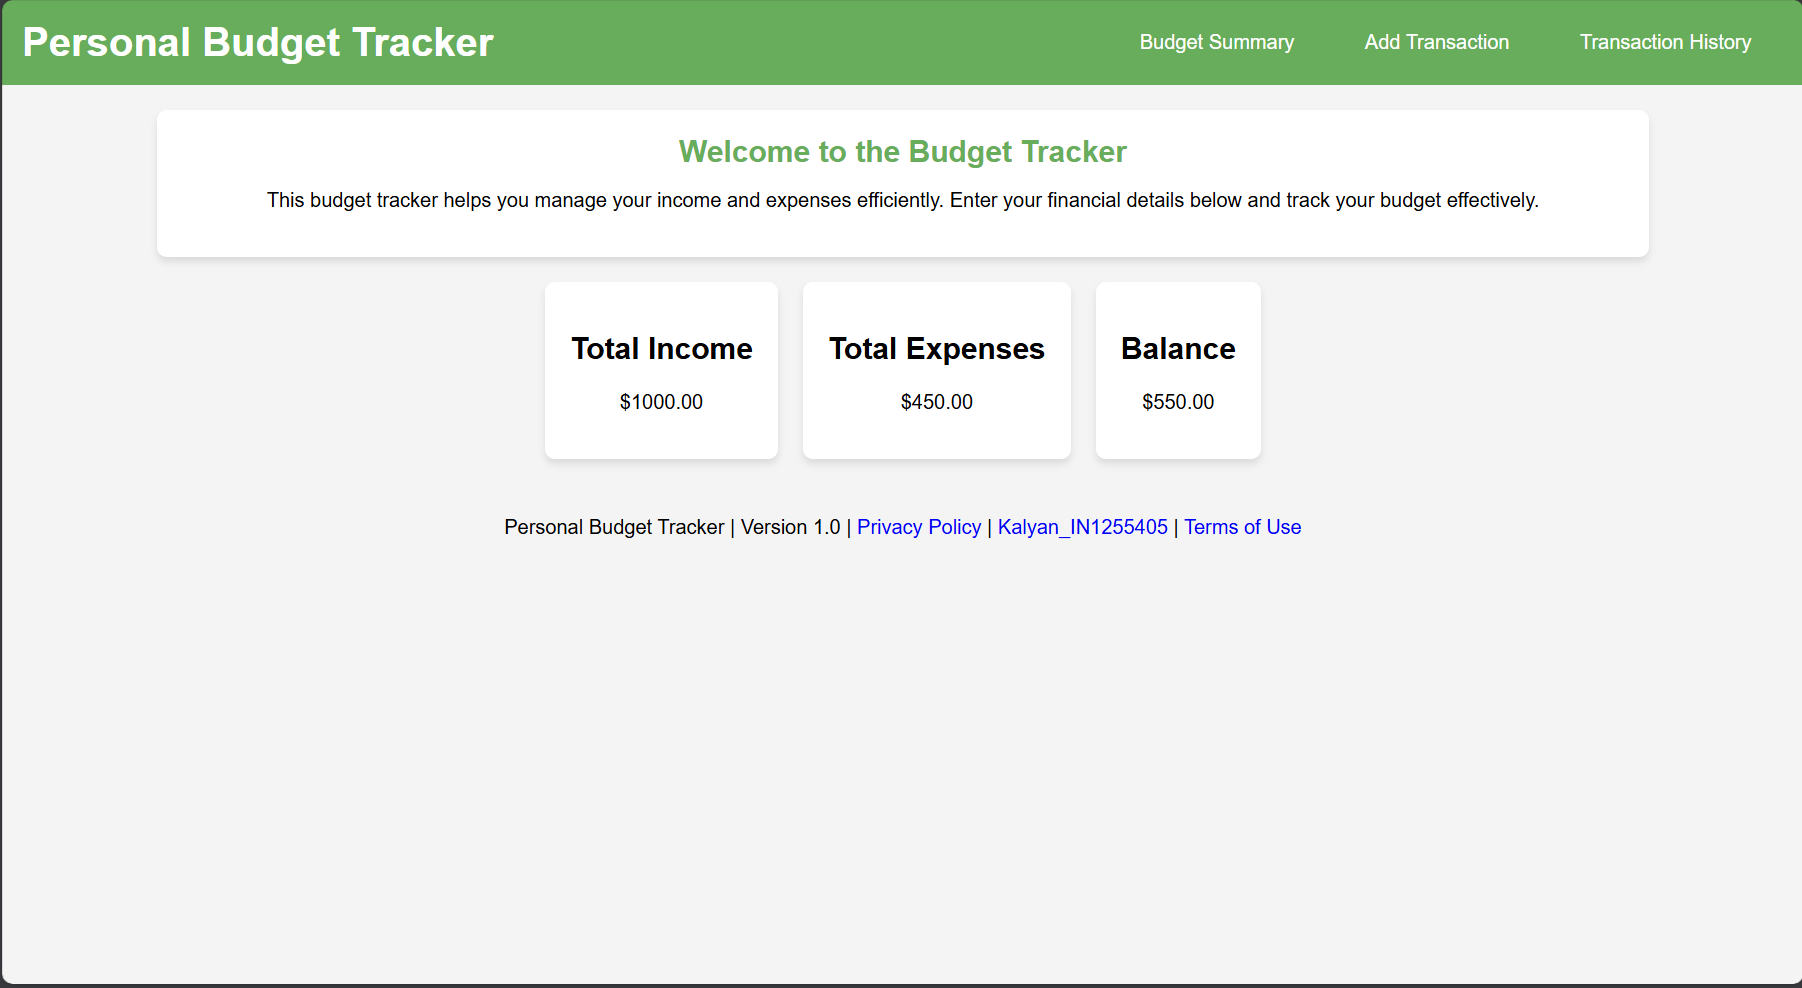 Personal Budget Tracker
Budget Summary
Add Transaction
Transaction History
Welcome to the Budget Tracker
This budget tracker helps you manage your income and expenses efficiently. Enter your financial details below and track your budget effectively.
Total Income
$1000.00
Total Expenses
$450.00
Balance
$550.00
Personal Budget Tracker | Version 1.0 | Privacy Policy | Kalyan_IN1255405 | Terms of Use